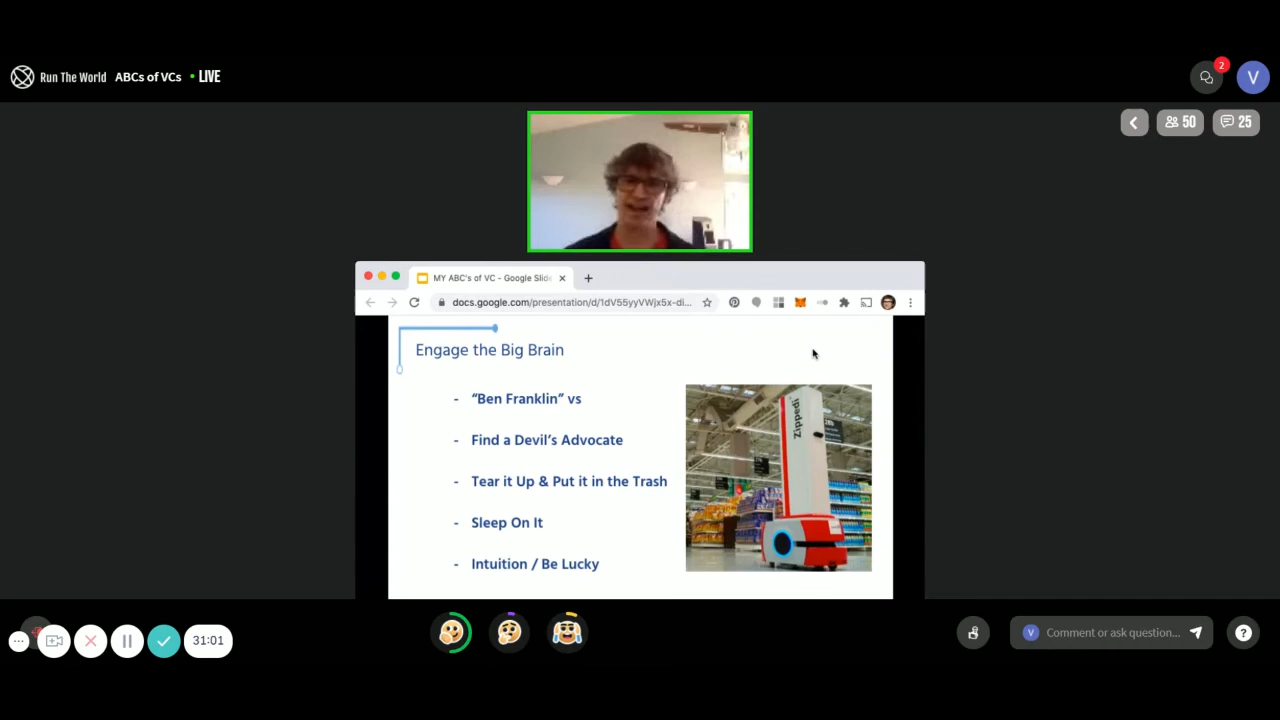 Run The World ABCs of VCs • LIVE
2
V
50
25
MY ABC's of VC - Google Slide
docs.google.com/presentation/d/1dV55yyVWjx5x-di...
Engage the Big Brain
- “Ben Franklin” vs
- Find a Devil’s Advocate
- Tear it Up & Put it in the Trash
- Sleep On It
- Intuition / Be Lucky
Zippedi
31:01
V Comment or ask question...
?